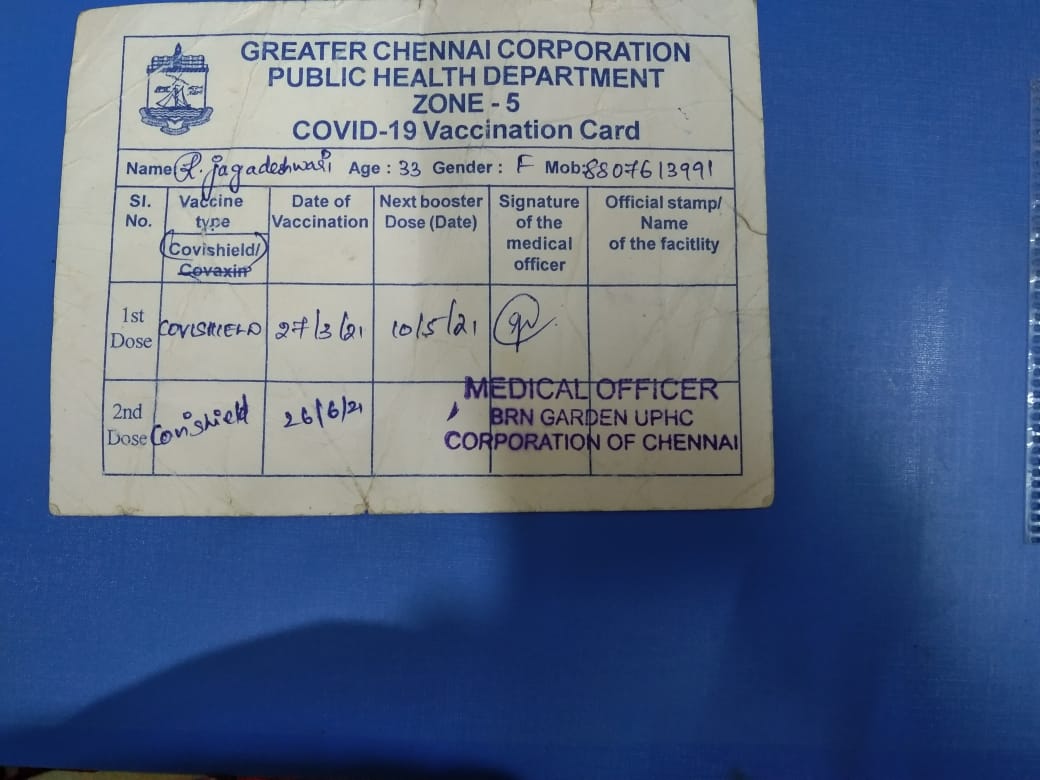 GREATER CHENNAI CORPORATION
PUBLIC HEALTH DEPARTMENT
ZONE - 5
COVID-19 Vaccination Card
Name R. jagadeshwari Age : 33 Gender : F Mob: 8807613991
Sl. No. Vaccine type Covishield/ Covaxin Date of Vaccination Next booster Dose (Date) Signature of the medical officer Official stamp/ Name of the facitlity
1st Dose COVISHIELD 27/3/21 10/5/21
2nd Dose Covishield 26/6/21
MEDICAL OFFICER
BRN GARDEN UPHC
CORPORATION OF CHENNAI